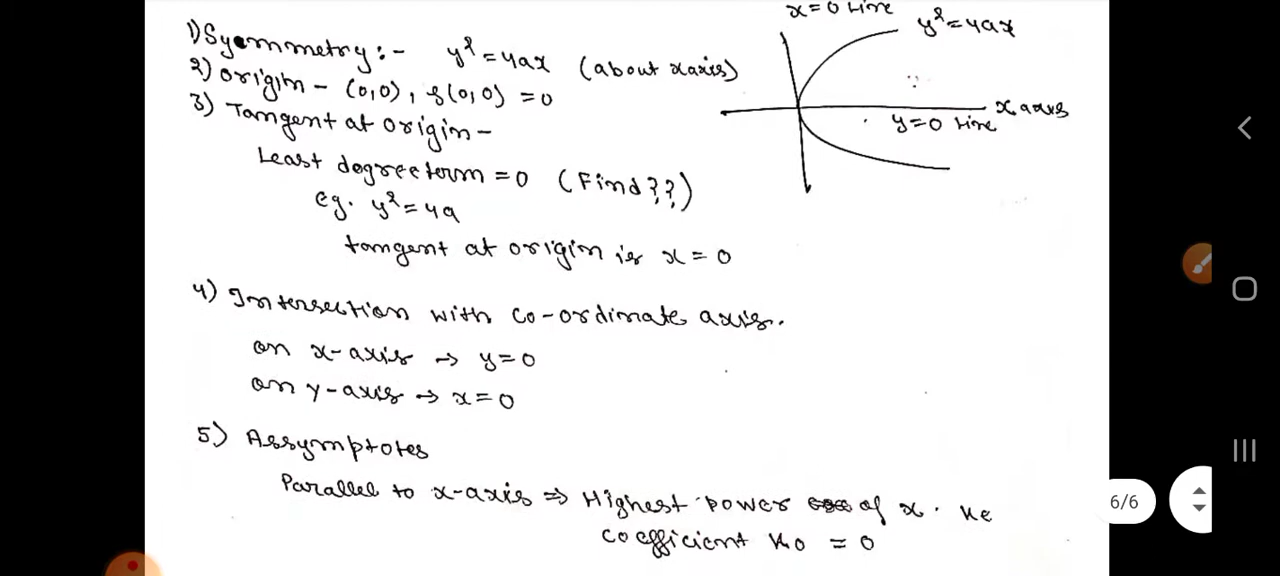 x=0 Line
y²=4ax
1) Syemmetry:- y²=4ax (about x axis)
2) Origin - (0,0), f(0,0) =0
x axis
y=0 Line
3) Tangent at origin-
Least degree term =0 (Find??)
eg. y²=4a
tangent at origin is x=0
4) Intersection with co-ordinate axis.
on x-axis → y=0
on y-axis → x=0
5) Assymptotes
Parallel to x-axis ⇒ Highest power of x. ke
coefficient ko = 0
6/6